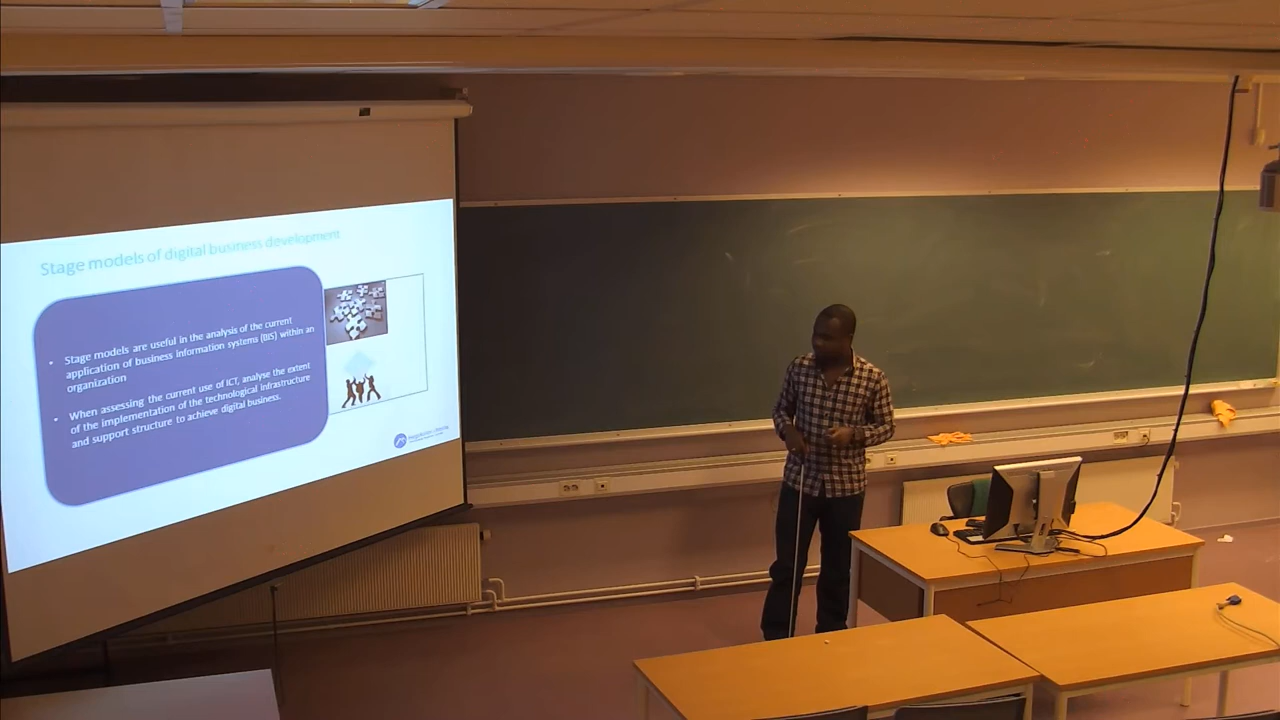 Stage models of digital business development
• Stage models are useful in the analysis of the current
application of business information systems (BIS) within an
organization
• When assessing the current use of ICT, analyse the extent
of the implementation of the technological infrastructure
and support structure to achieve digital business.